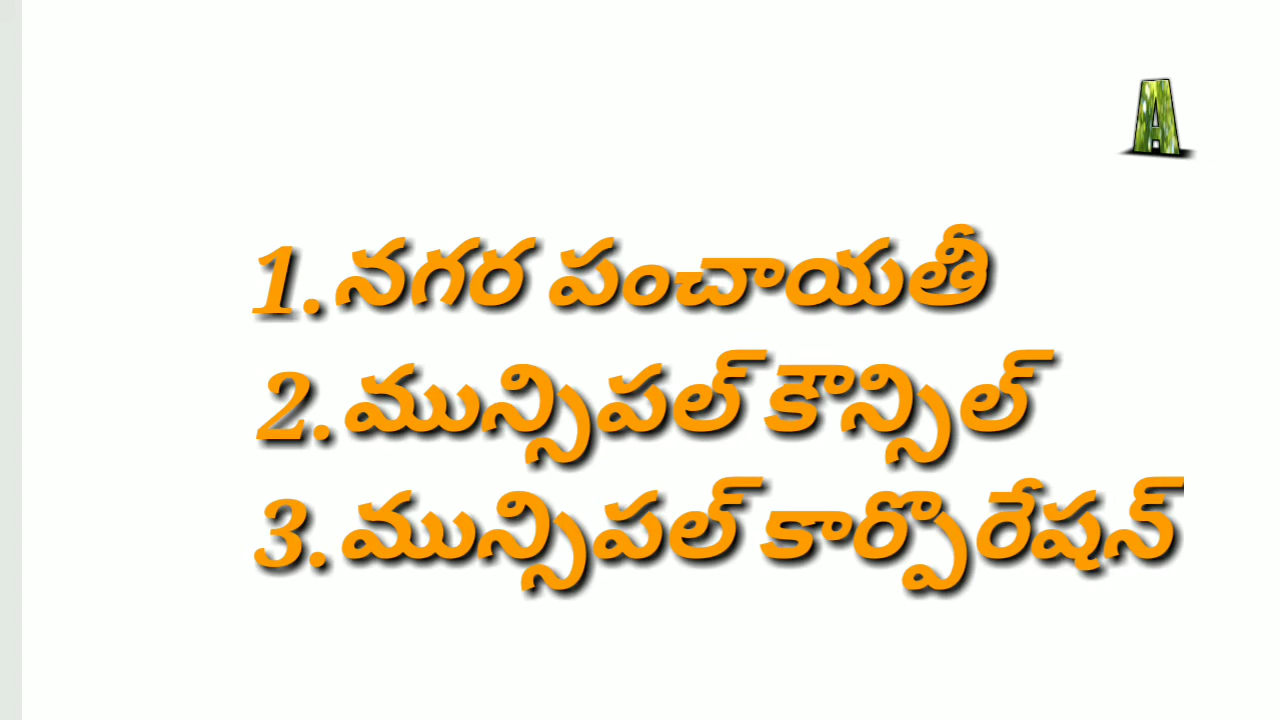 A
1.నగర పంచాయతీ
2.మున్సిపల్ కౌన్సిల్
3.మున్సిపల్ కార్పొరేషన్